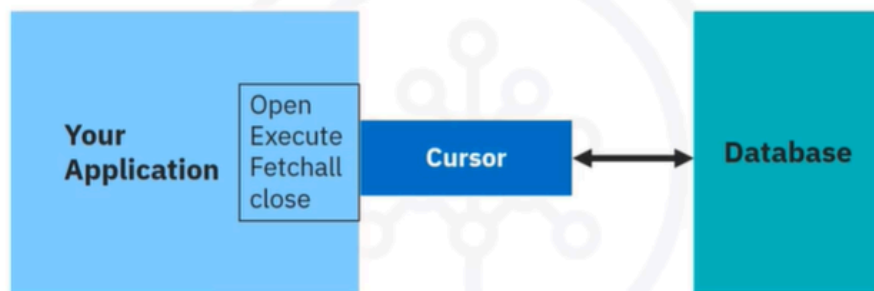 Your
Application
Open
Execute
Fetchall
close
Cursor
Database